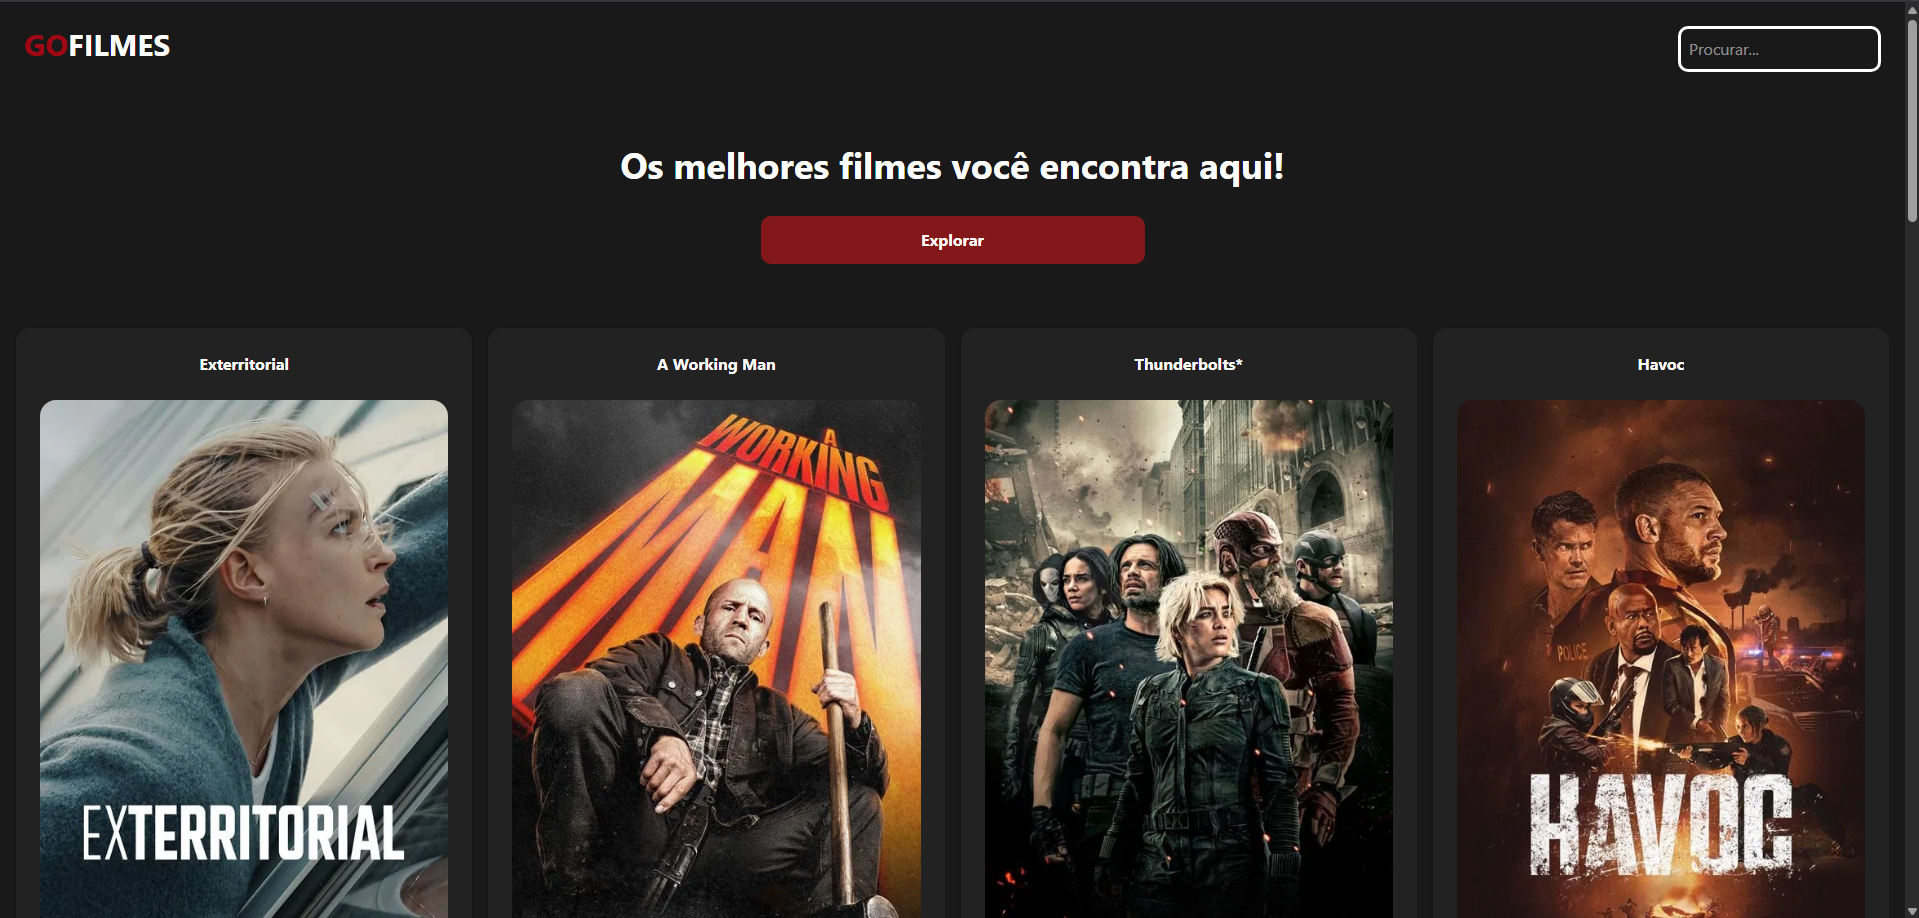 GOFILMES
Procurar...
Os melhores filmes você encontra aqui!
Explorar
Exterritorial
A Working Man
Thunderbolts*
Havoc
EXTERRITORIAL
A
WORKING
MAN
POLICE
HAVOC